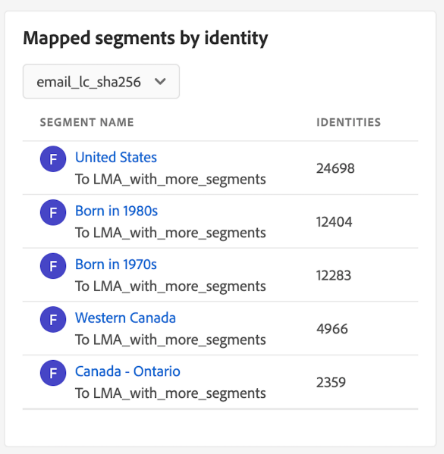 Mapped segments by identity
email_lc_sha256
SEGMENT NAME IDENTITIES
F United States 24698
To LMA_with_more_segments
F Born in 1980s 12404
To LMA_with_more_segments
F Born in 1970s 12283
To LMA_with_more_segments
F Western Canada 4966
To LMA_with_more_segments
F Canada - Ontario 2359
To LMA_with_more_segments